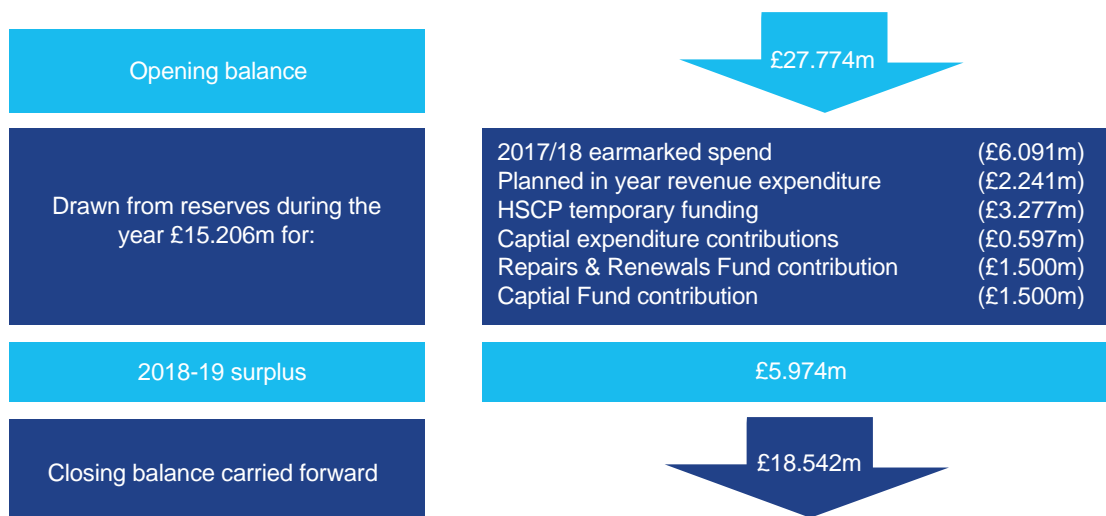 Opening balance
£27.774m
Drawn from reserves during the
year £15.206m for:
2017/18 earmarked spend (£6.091m)
Planned in year revenue expenditure (£2.241m)
HSCP temporary funding (£3.277m)
Captial expenditure contributions (£0.597m)
Repairs & Renewals Fund contribution (£1.500m)
Captial Fund contribution (£1.500m)
2018-19 surplus
£5.974m
Closing balance carried forward
£18.542m